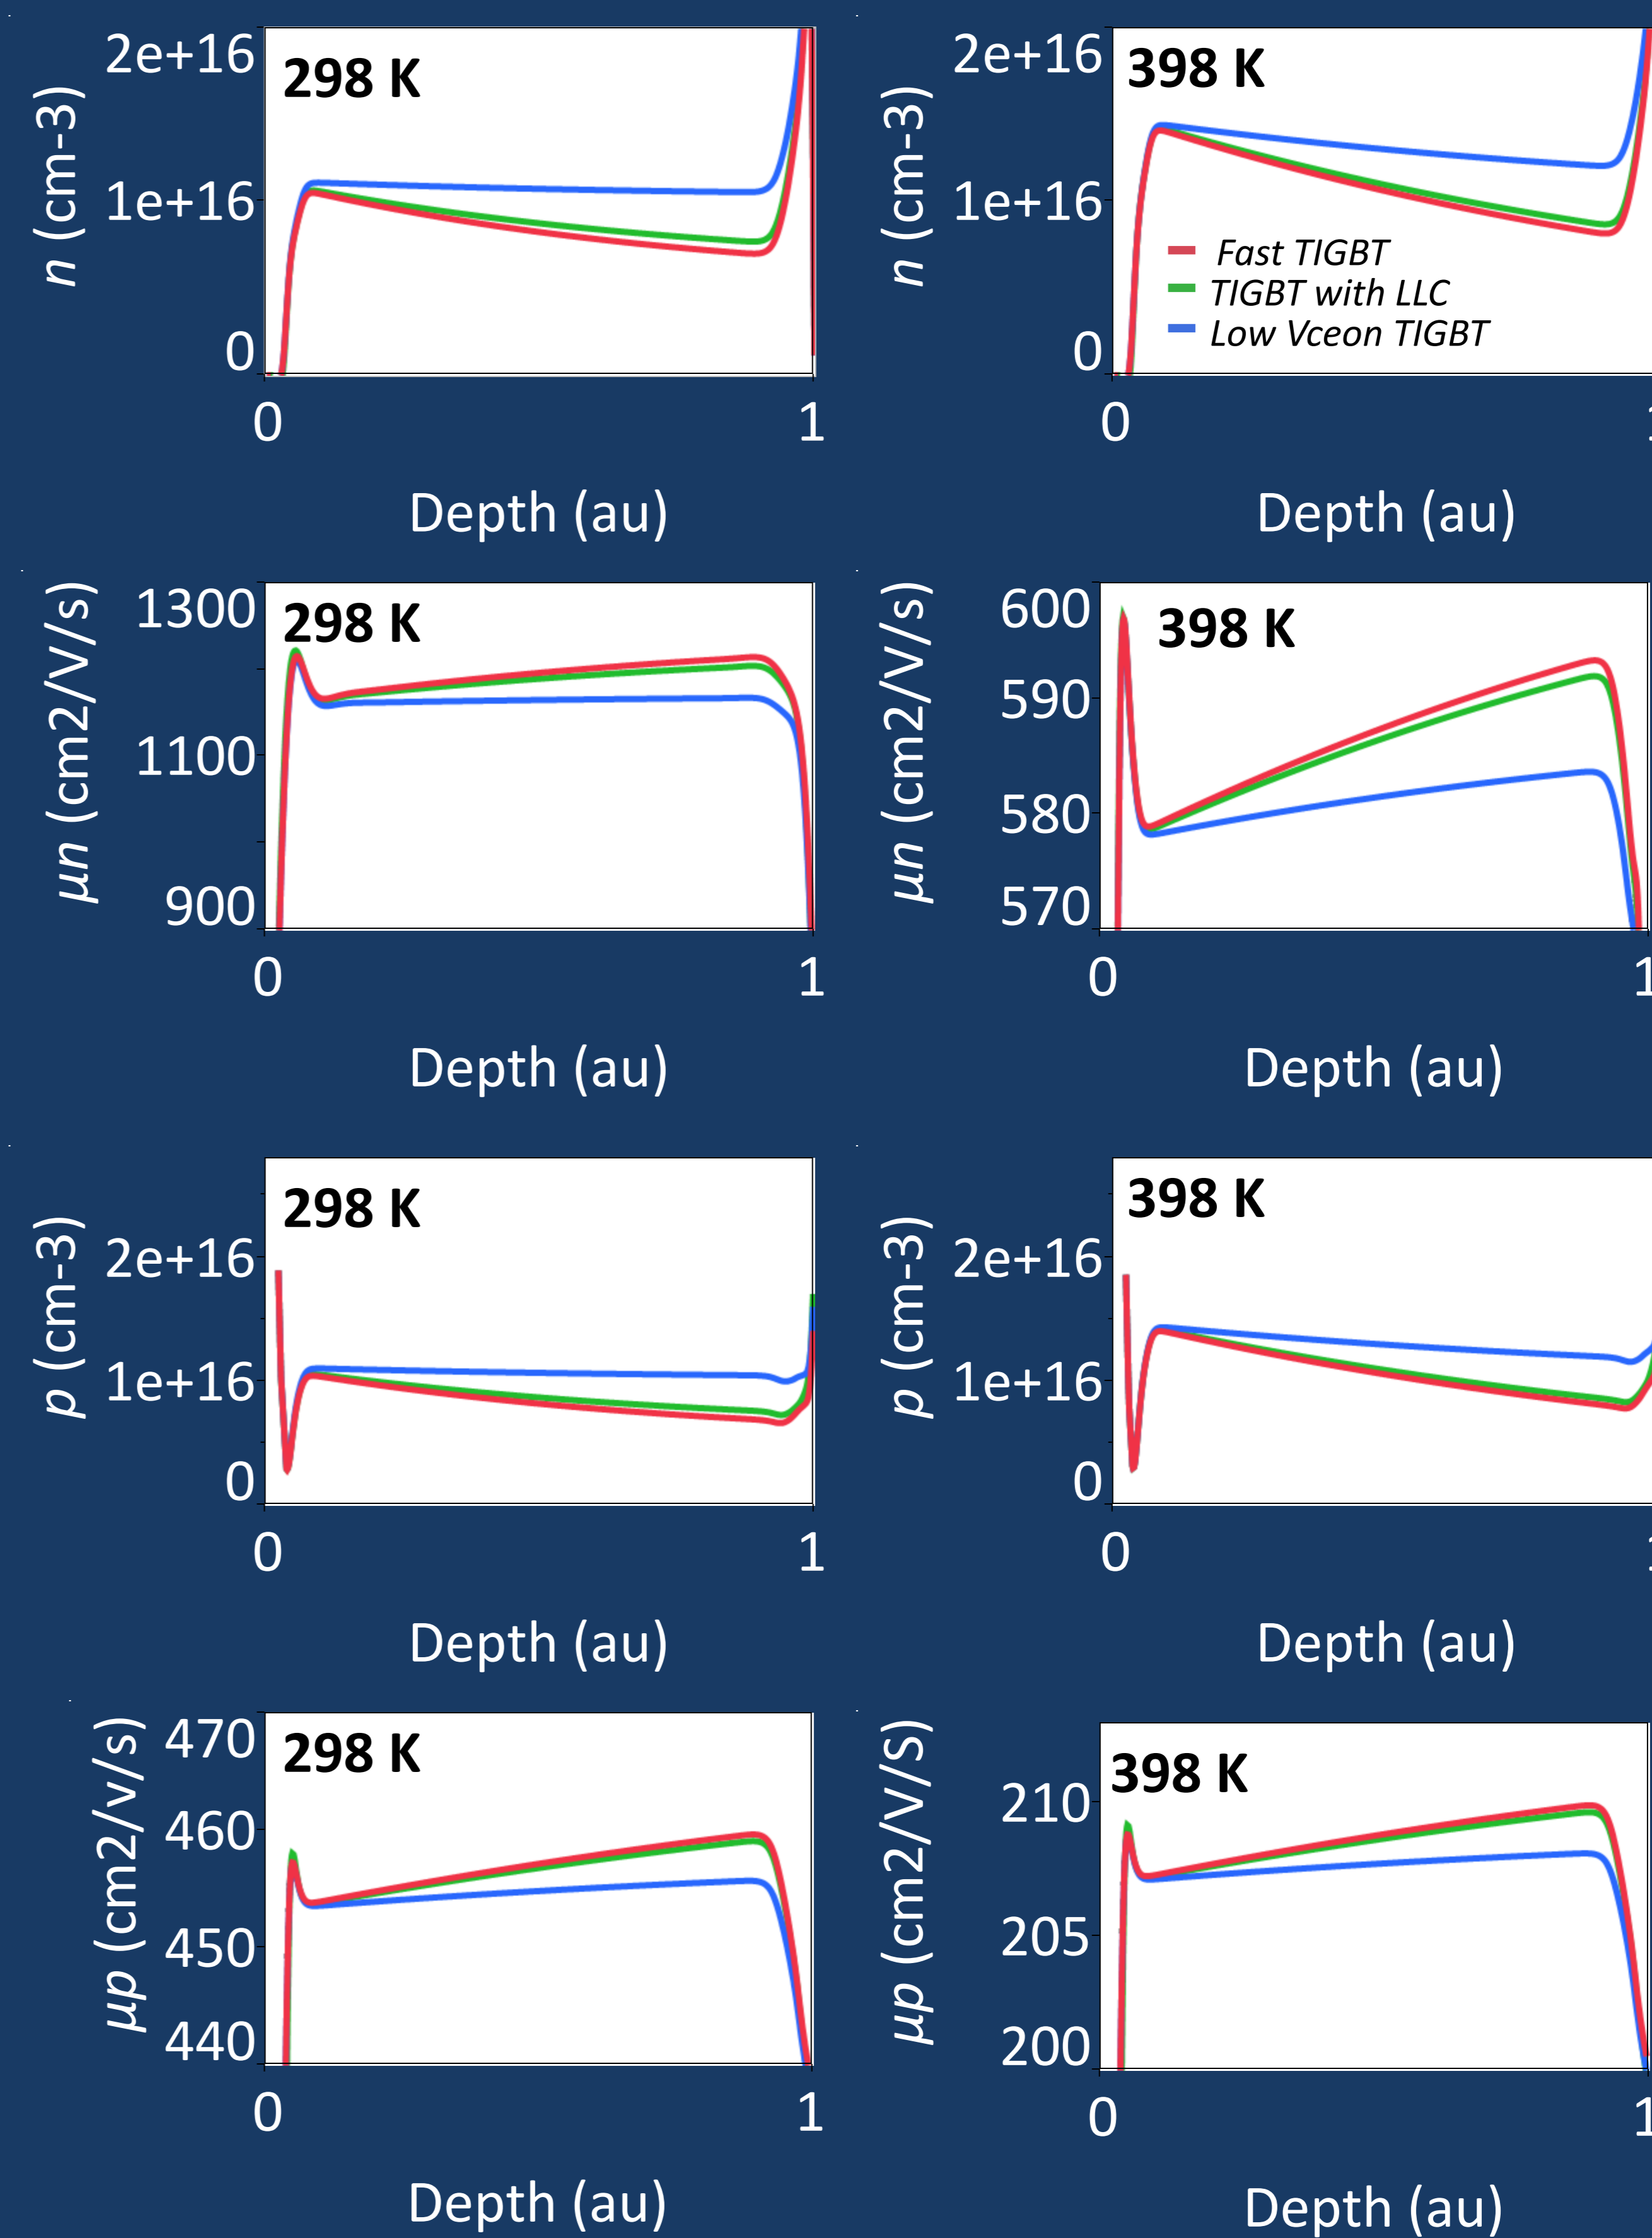 n (cm-3)
2e+16
1e+16
0
298 K
0
1
Depth (au)
n (cm-3)
2e+16
1e+16
0
398 K
Fast TIGBT
TIGBT with LLC
Low Vceon TIGBT
0
1
Depth (au)
μn (cm2/V/s)
1300
1100
900
298 K
0
1
Depth (au)
μn (cm2/V/s)
600
590
580
570
398 K
0
1
Depth (au)
p (cm-3)
2e+16
1e+16
0
298 K
0
1
Depth (au)
p (cm-3)
2e+16
1e+16
0
398 K
0
1
Depth (au)
μp (cm2/v/s)
470
460
450
440
298 K
0
1
Depth (au)
μp (cm2/V/S)
210
205
200
398 K
0
1
Depth (au)